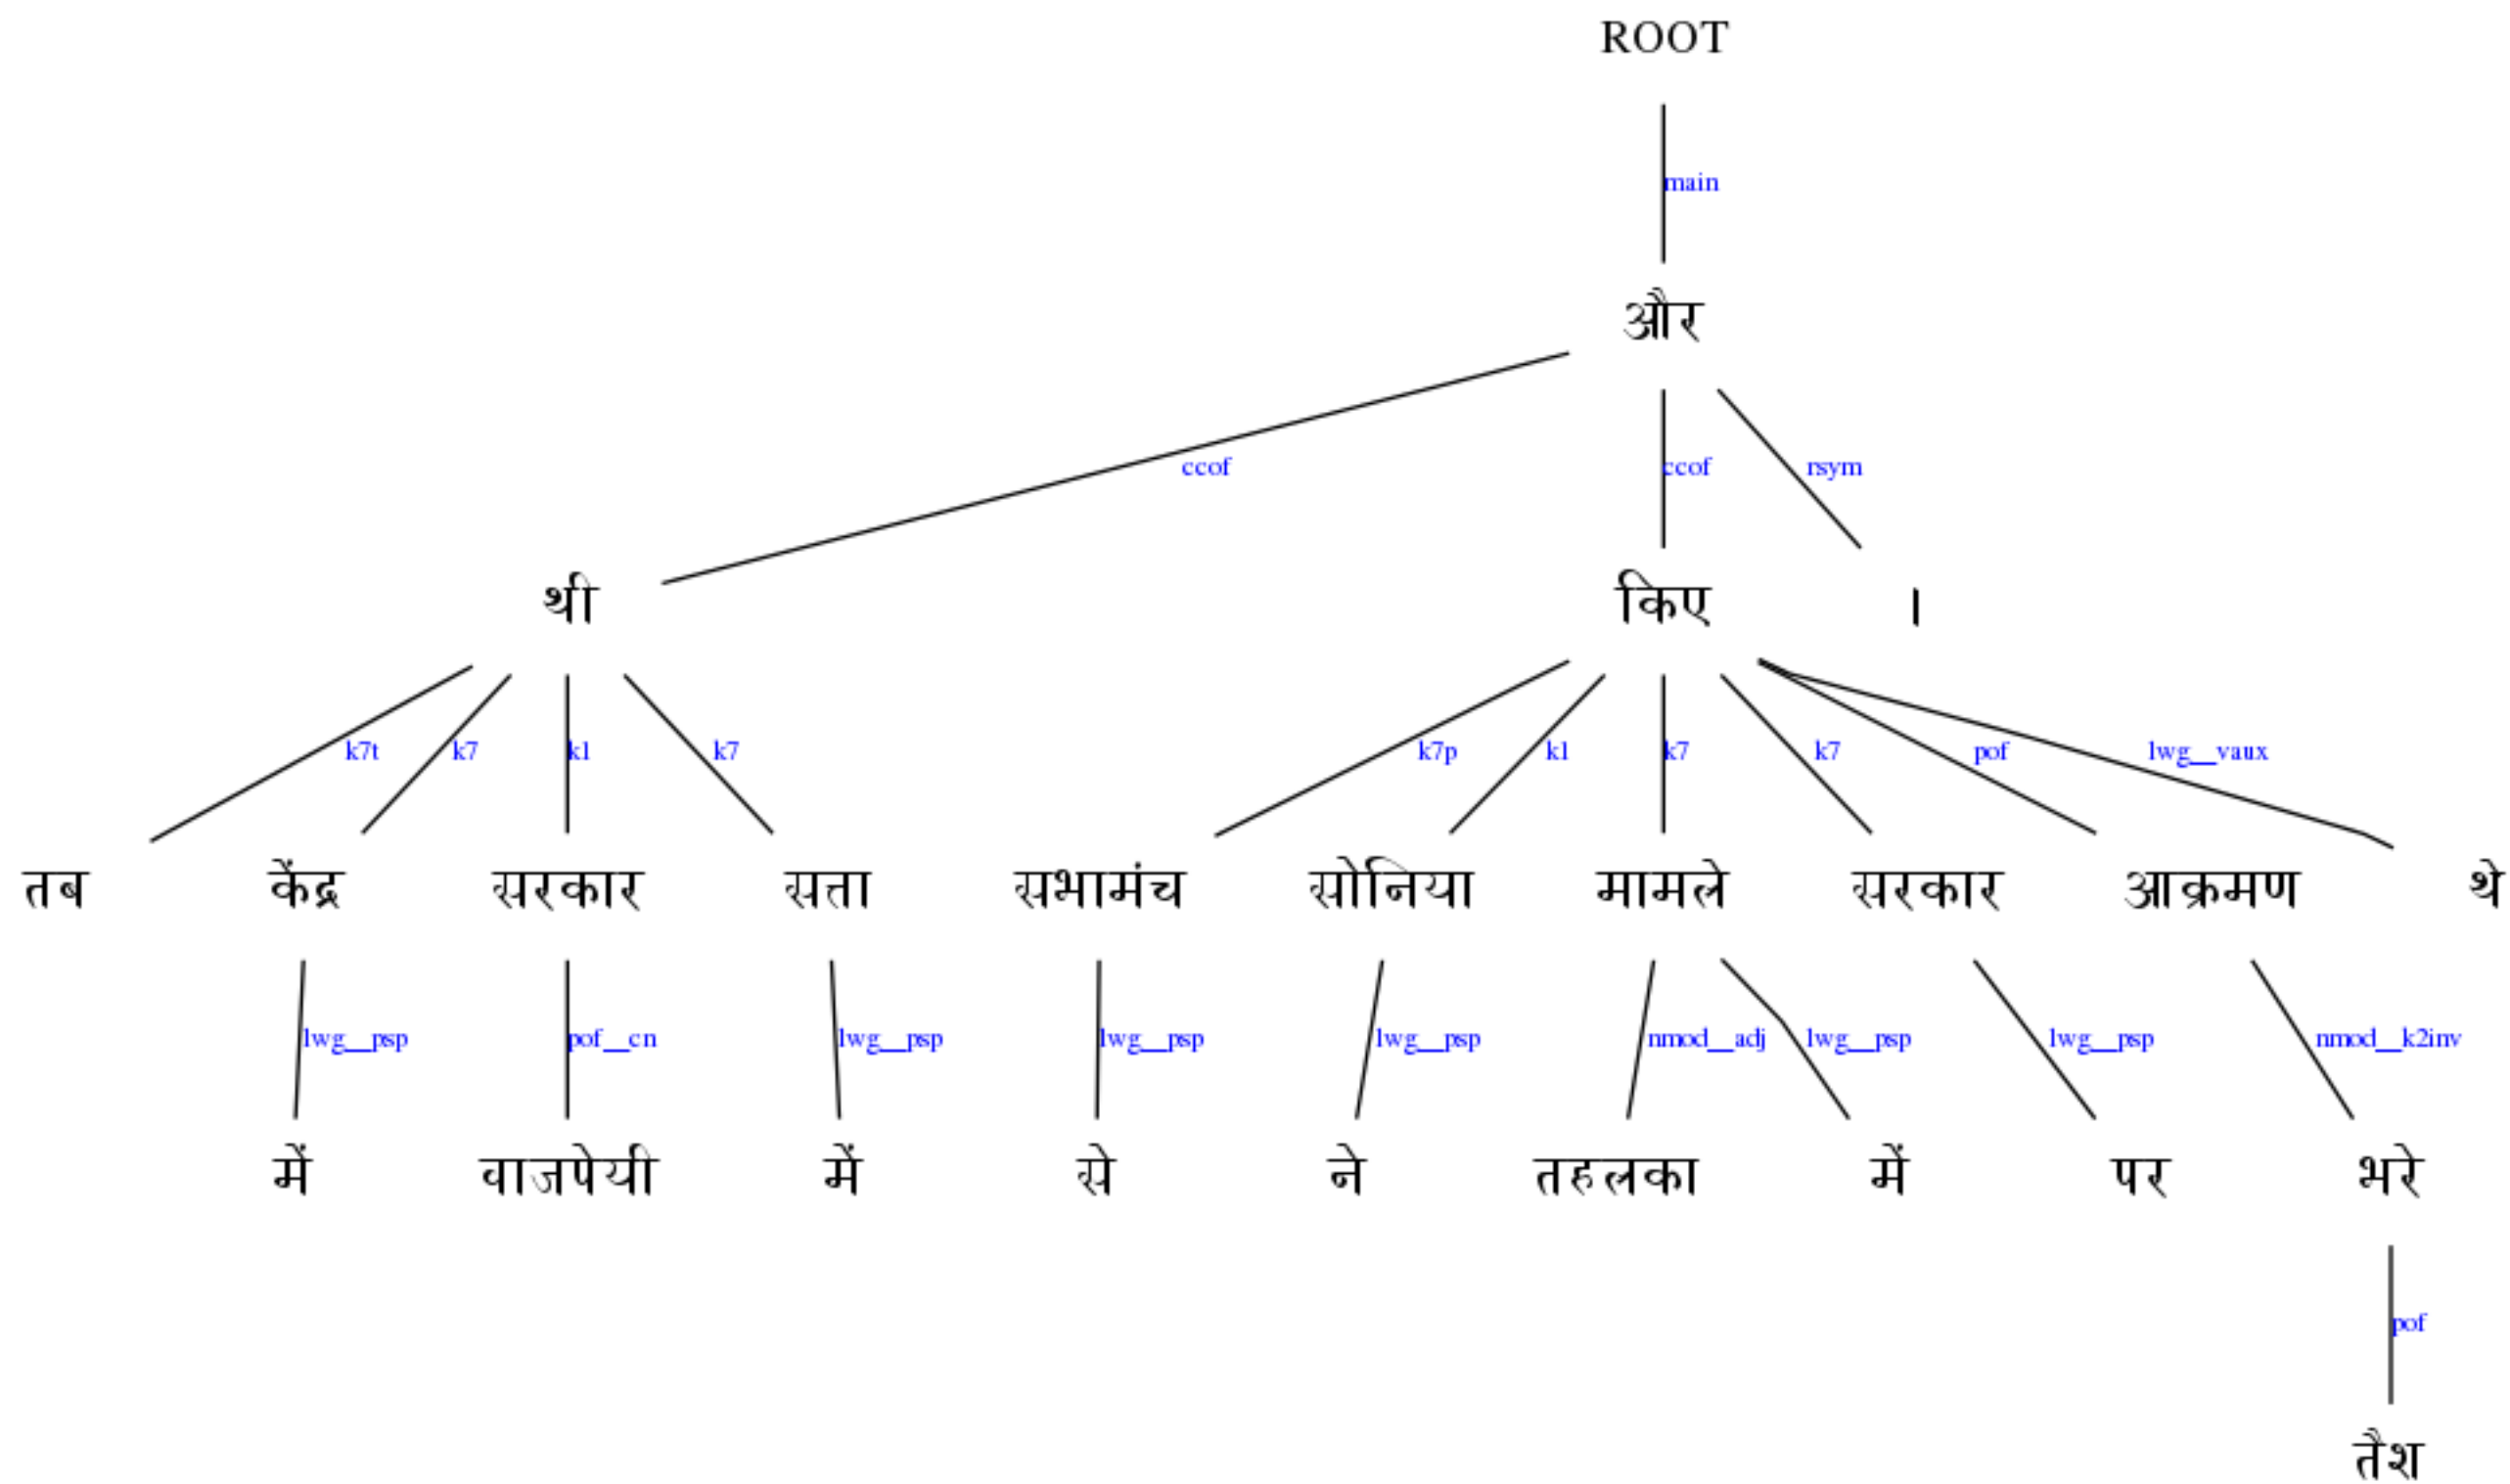 ROOT
main
और
ccof ccof rsym
थी किए ।
k7t k7 k1 k7 k7p k1 k7 k7 pof lwg__vaux
तब केंद्र सरकार सत्ता सभामंच सोनिया मामले सरकार आक्रमण थे
lwg__psp pof__cn lwg__psp lwg__psp lwg__psp nmod__adj lwg__psp lwg__psp nmod__k2inv
में वाजपेयी में से ने तहलका में पर भरे
pof
तैश